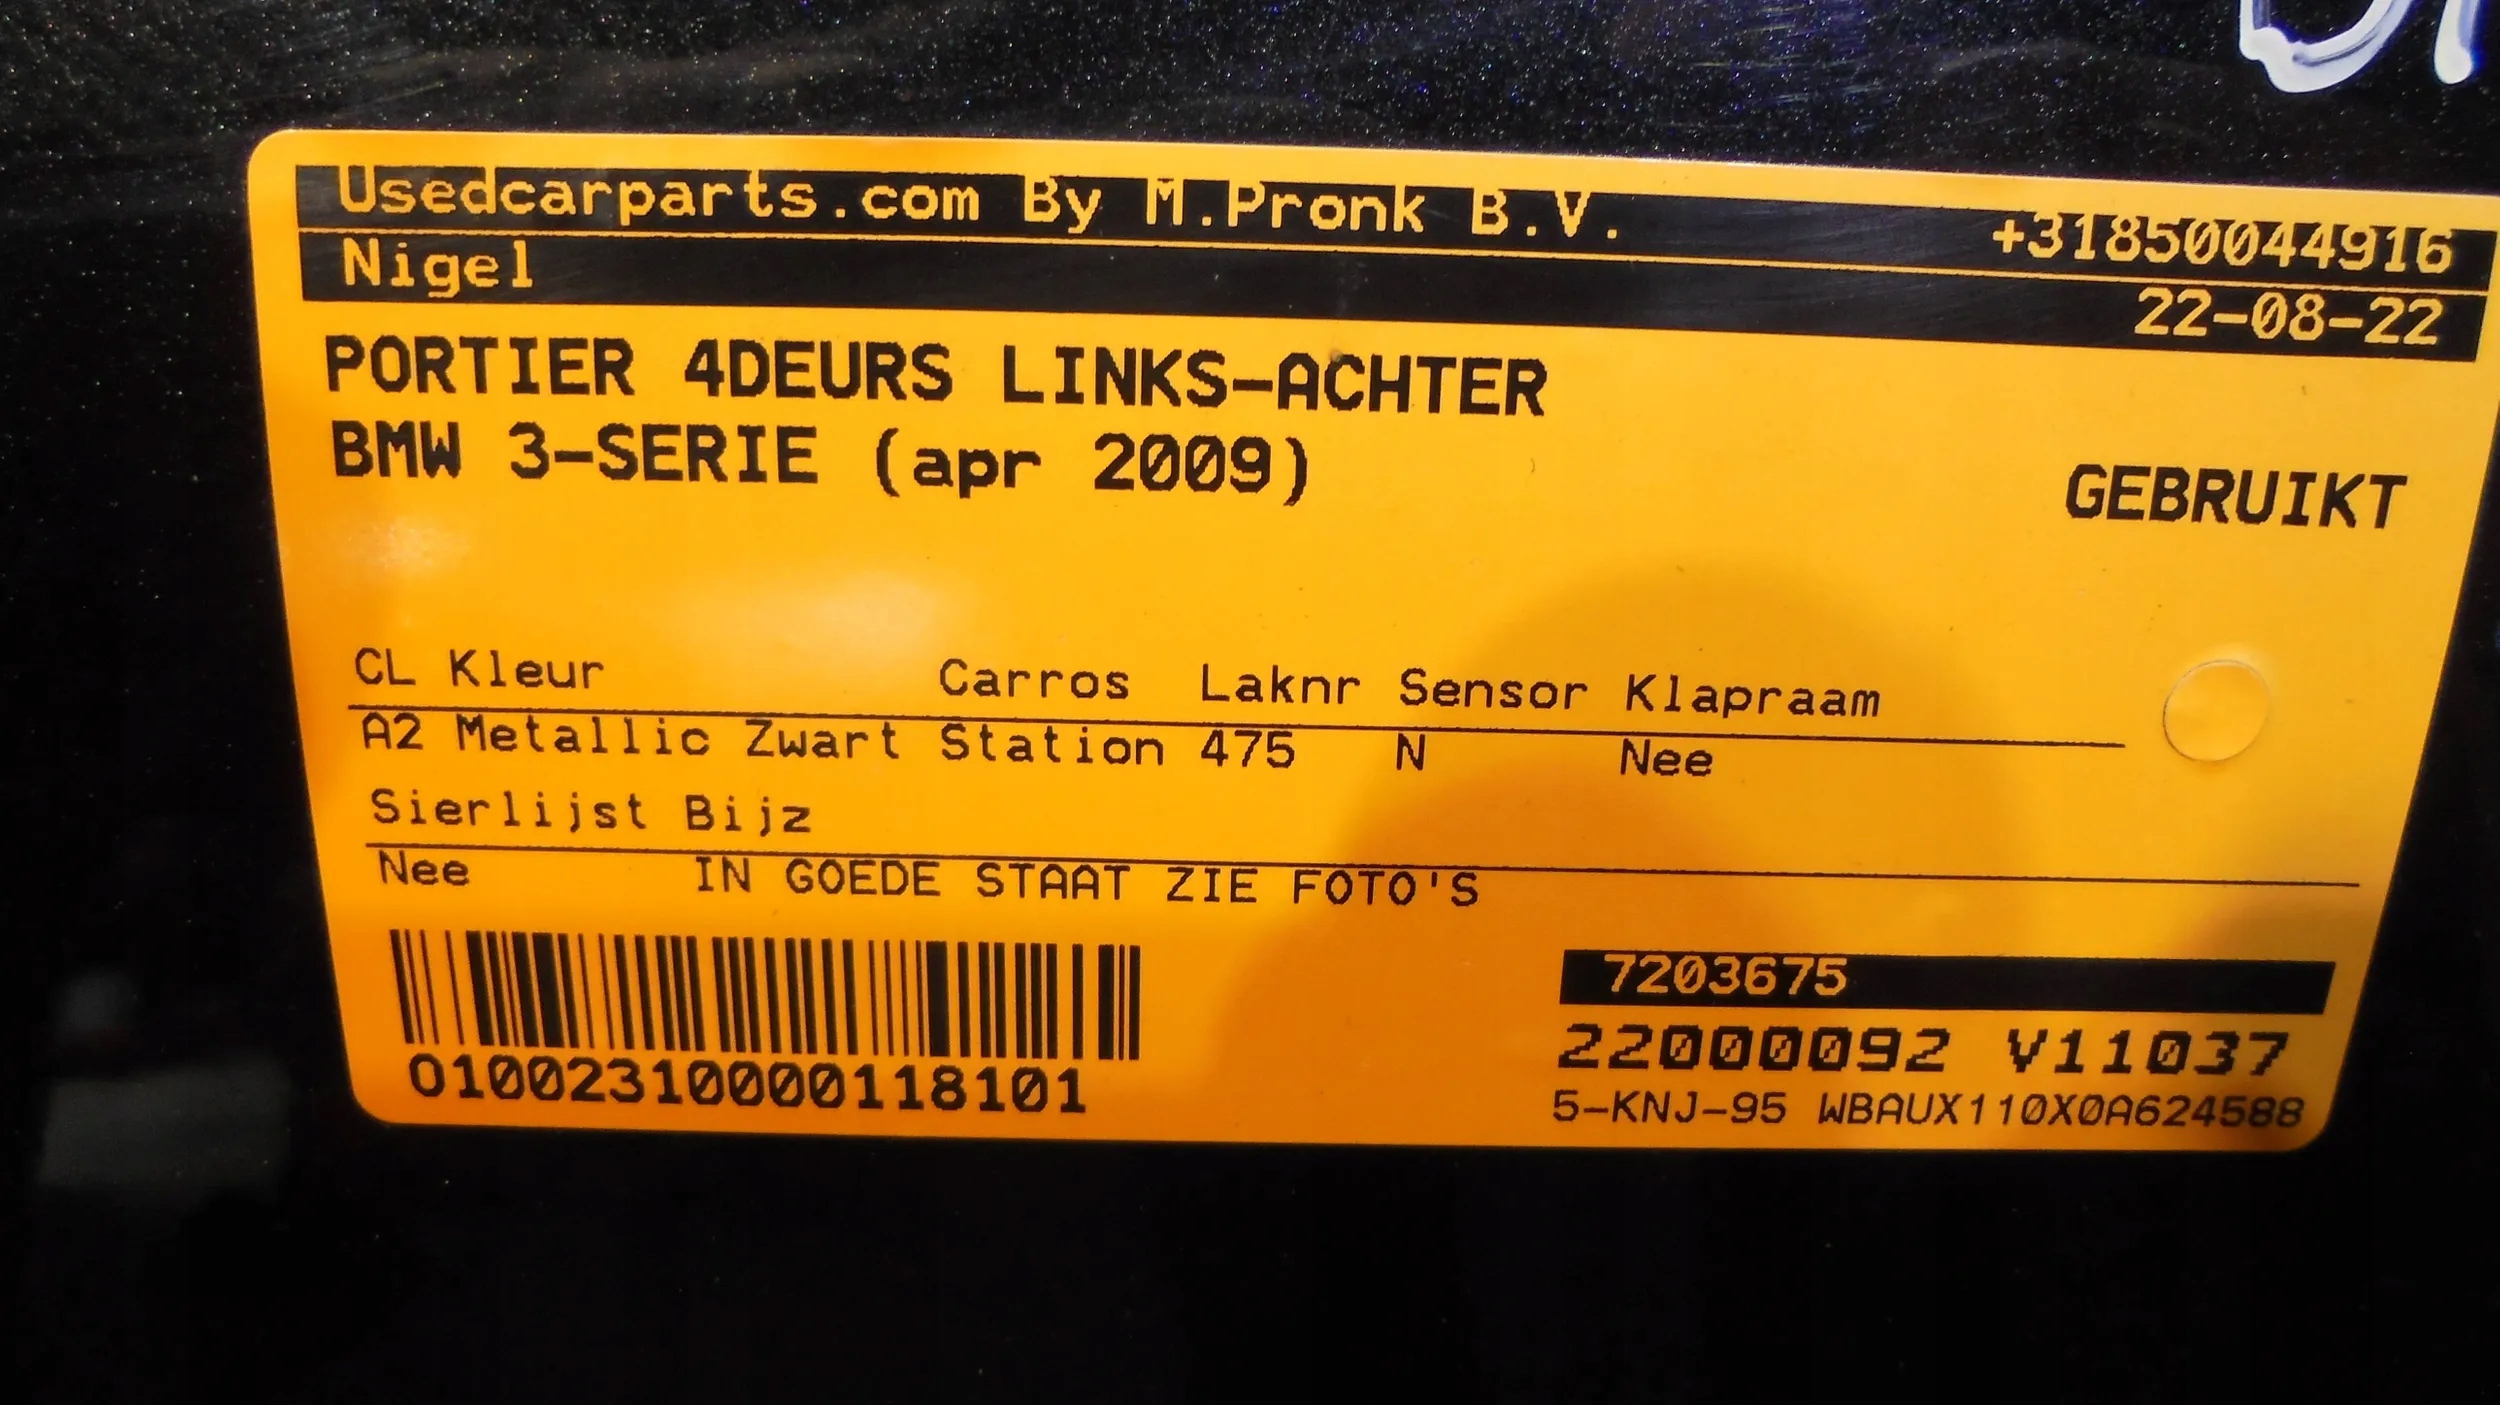 Usedcarparts.com By M.Pronk B.V. +31850044916
Nigel 22-08-22
PORTIER 4DEURS LINKS-ACHTER
BMW 3-SERIE (apr 2009)
GEBRUIKT
CL Kleur Carros Laknr Sensor Klapraam
A2 Metallic Zwart Station 475 N Nee
Sierlijst Bijz
Nee IN GOEDE STAAT ZIE FOTO'S
7203675
22000092 V11037
01002310000118101
5-KNJ-95 WBAUX110X0A624588